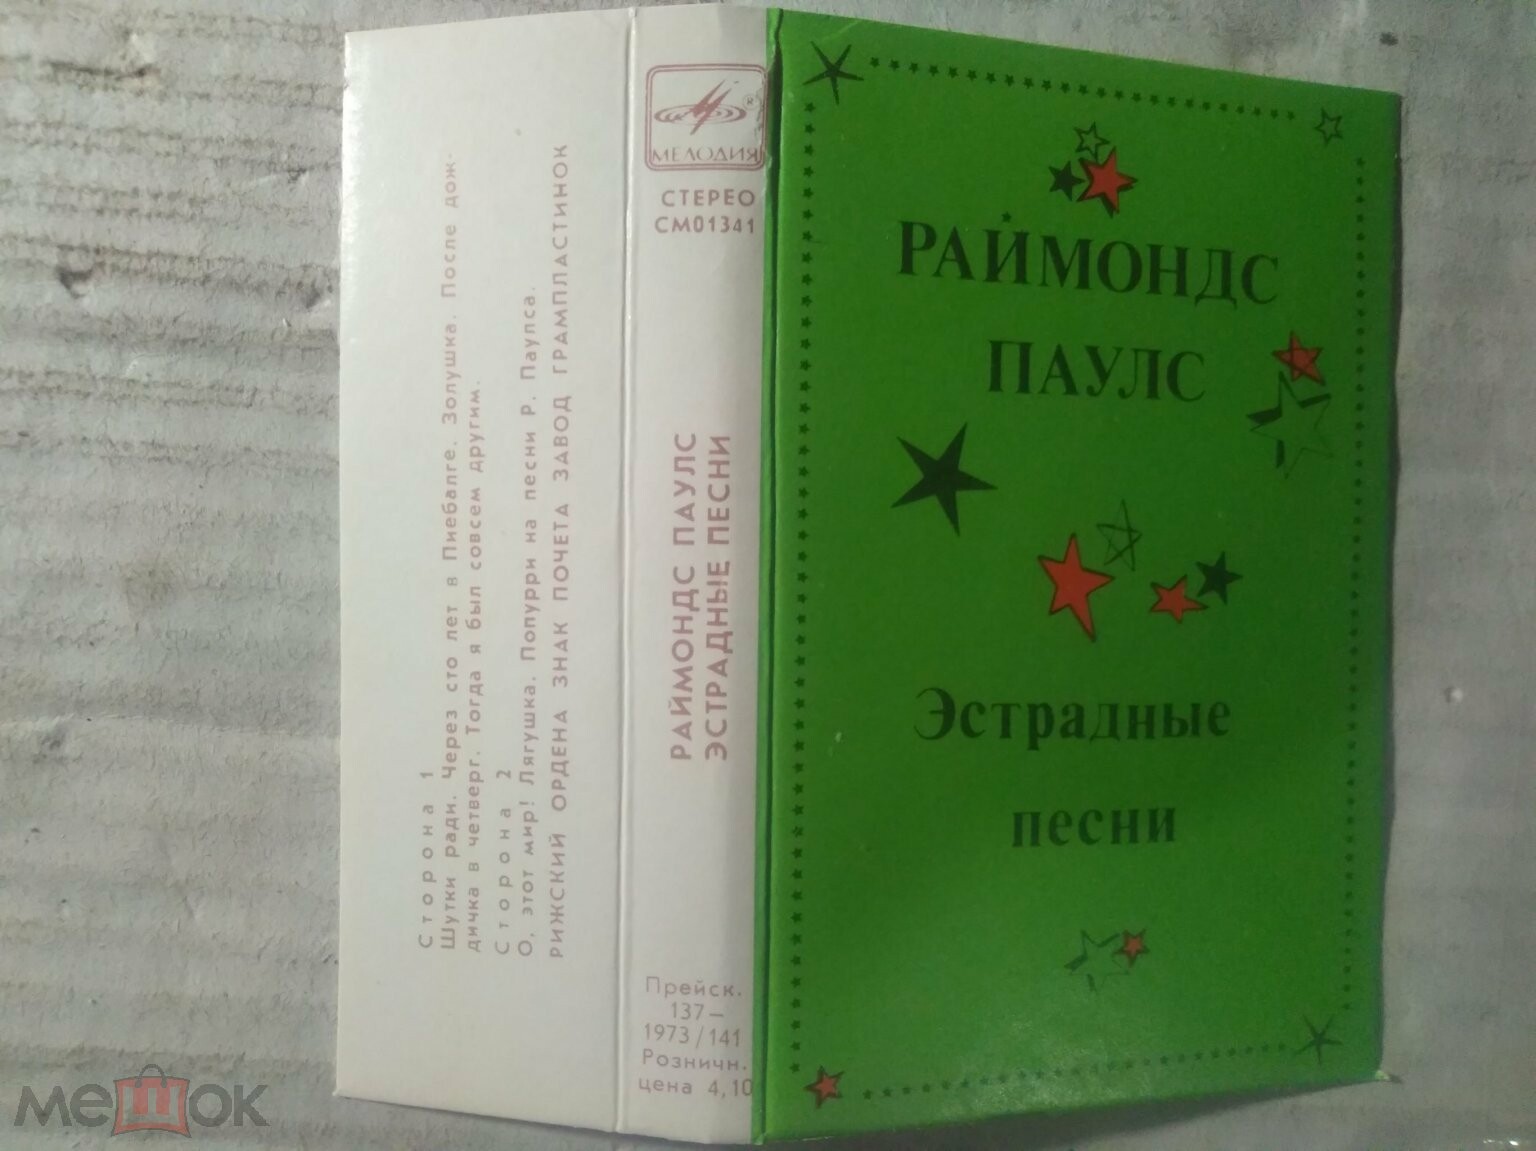 Сторона 1
Шутки ради. Через сто лет в Пиебалге. Золушка. После дож-
дичка в четверг. Тогда я был совсем другим.
Сторона 2
О, этот мир! Лягушка. Попурри на песни Р. Паулса.
РИЖСКИЙ ОРДЕНА ЗНАК ПОЧЕТА ЗАВОД ГРАМПЛАСТИНОК
®
МЕЛОДИЯ
СТЕРЕО
СМ01341
РАЙМОНДС ПАУЛС
ЭСТРАДНЫЕ ПЕСНИ
Прейск.
137—
1973/141
Розничн.
цена 4,10
РАЙМОНДС
ПАУЛС
Эстрадные
песни
мешок